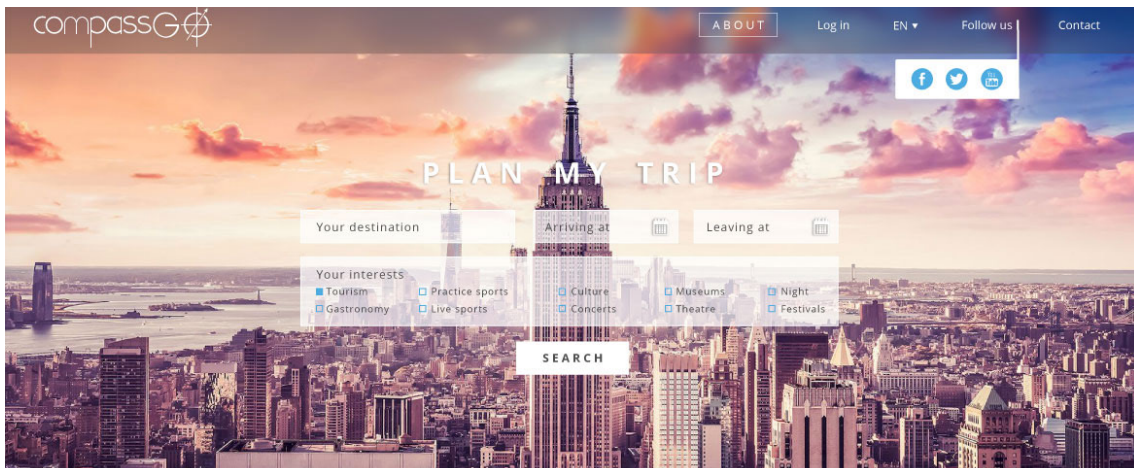 compassGO
ABOUT Log in EN ▾ Follow us Contact
PLAN MY TRIP
Your destination Arriving at Leaving at
Your interests
Tourism Practice sports Culture Museums Night
Gastronomy Live sports Concerts Theatre Festivals
SEARCH